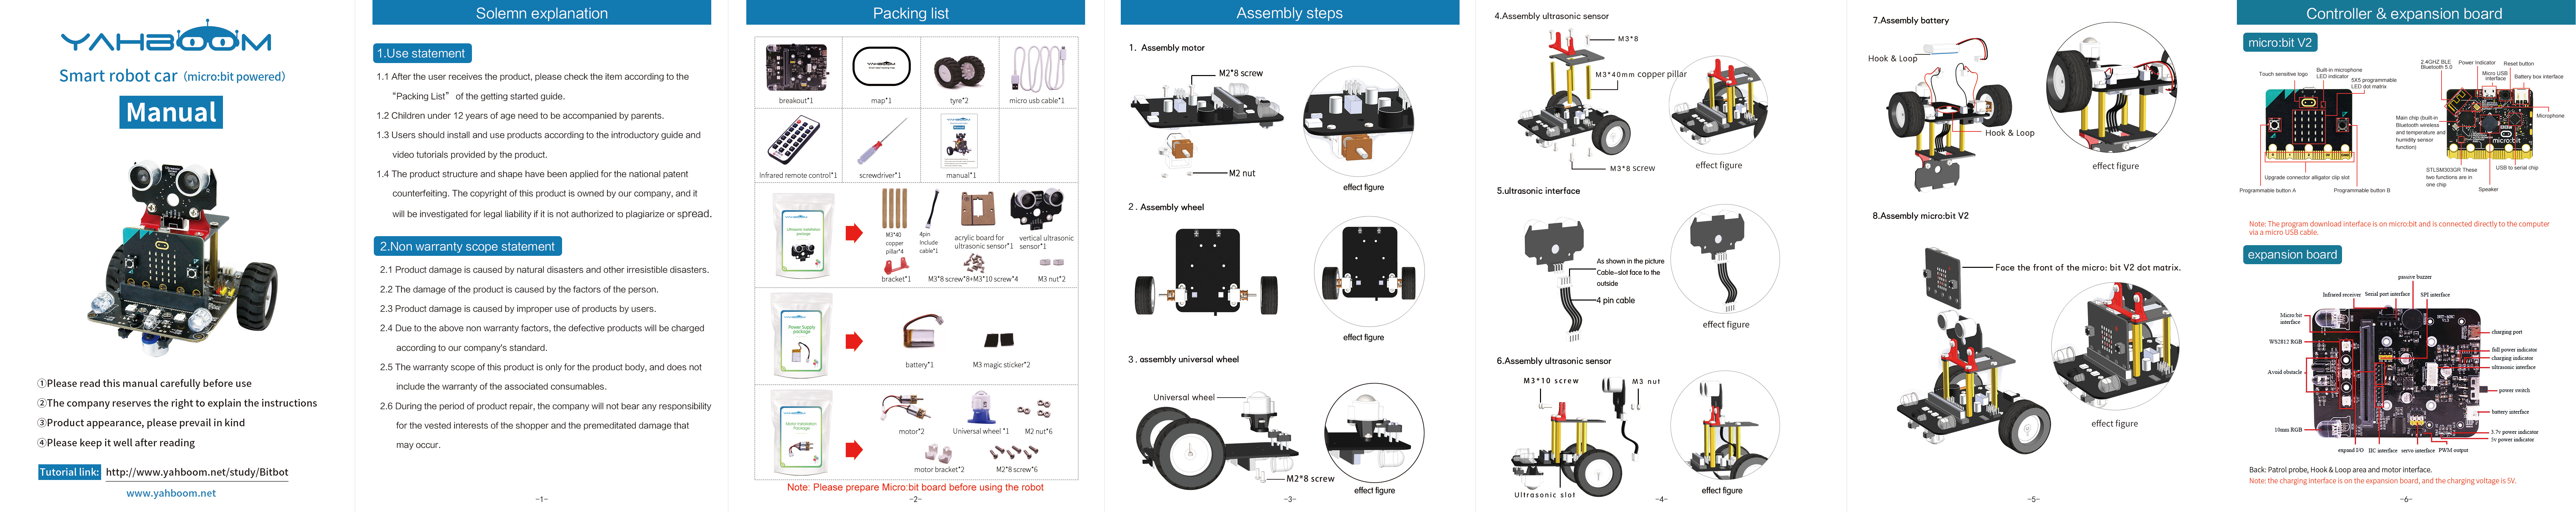 YAHBOOM
Smart robot car (micro:bit powered)
Manual
①Please read this manual carefully before use
②The company reserves the right to explain the instructions
③Product appearance, please prevail in kind
④Please keep it well after reading
Tutorial link: http://www.yahboom.net/study/Bitbot
www.yahboom.net
Solemn explanation
1.Use statement
1.1 After the user receives the product, please check the item according to the
"Packing List" of the getting started guide.
1.2 Children under 12 years of age need to be accompanied by parents.
1.3 Users should install and use products according to the introductory guide and
video tutorials provided by the product.
1.4 The product structure and shape have been applied for the national patent
counterfeiting. The copyright of this product is owned by our company, and it
will be investigated for legal liability if it is not authorized to plagiarize or spread.
2.Non warranty scope statement
2.1 Product damage is caused by natural disasters and other irresistible disasters.
2.2 The damage of the product is caused by the factors of the person.
2.3 Product damage is caused by improper use of products by users.
2.4 Due to the above non warranty factors, the defective products will be charged
according to our company's standard.
2.5 The warranty scope of this product is only for the product body, and does not
include the warranty of the associated consumables.
2.6 During the period of product repair, the company will not bear any responsibility
for the vested interests of the shopper and the premeditated damage that
may occur.
-1-
Packing list
breakout*1
map*1
tyre*2
micro usb cable*1
Infrared remote control*1
screwdriver*1
Manual
manual*1
YAHBOOM
Ultrasonic installation
package
M3*40
copper
pillar*4
4pin
Include
cable*1
acrylic board for
ultrasonic sensor*1
vertical ultrasonic
sensor*1
bracket*1
M3*8 screw*8+M3*10 screw*4
M3 nut*2
YAHBOOM
Power Supply
package
battery*1
M3 magic sticker*2
YAHBOOM
Motor Installation
Package
motor*2
Universal wheel *1
M2 nut*6
motor bracket*2
M2*8 screw*6
Note: Please prepare Micro:bit board before using the robot
-2-
Assembly steps
1. Assembly motor
M2*8 screw
M2 nut
effect figure
2. Assembly wheel
effect figure
3. assembly universal wheel
Universal wheel
M2*8 screw
effect figure
-3-
4.Assembly ultrasonic sensor
M3*8
M3*40mm copper pillar
M3*8 screw
effect figure
5.ultrasonic interface
As shown in the picture
Cable-slot face to the
outside
4 pin cable
effect figure
6.Assembly ultrasonic sensor
M3*10 screw
M3 nut
Ultrasonic slot
effect figure
-4-
7.Assembly battery
Hook & Loop
Hook & Loop
effect figure
8.Assembly micro:bit V2
Face the front of the micro: bit V2 dot matrix.
effect figure
-5-
Controller & expansion board
micro:bit V2
Touch sensitive logo
Built-in microphone
LED indicator
5X5 programmable
LED dot matrix
Upgrade connector alligator clip slot
Programmable button A
Programmable button B
2.4GHZ BLE
Bluetooth 5.0
Power Indicator
Micro USB
interface
Reset button
Battery box interface
Main chip (built-in
Bluetooth wireless
and temperature and
humidity sensor
function)
Microphone
micro:bit
USB to serial chip
STLSM303GR These
two functions are in
one chip
Speaker
Note: The program download interface is on micro:bit and is connected directly to the computer
via a micro USB cable.
expansion board
passive buzzer
Infrared receiver
Serial port interface
SPI interface
Micro:bit
interface
WS2812 RGB
Avoid obstacle
10mm RGB
charging port
full power indicator
charging indicator
ultrasonic interface
power switch
battery interface
3.7v power indicator
5v power indicator
expand I/O
IIC interface
servo interface
PWM output
Back: Patrol probe, Hook & Loop area and motor interface.
Note: the charging interface is on the expansion board, and the charging voltage is 5V.
-6-